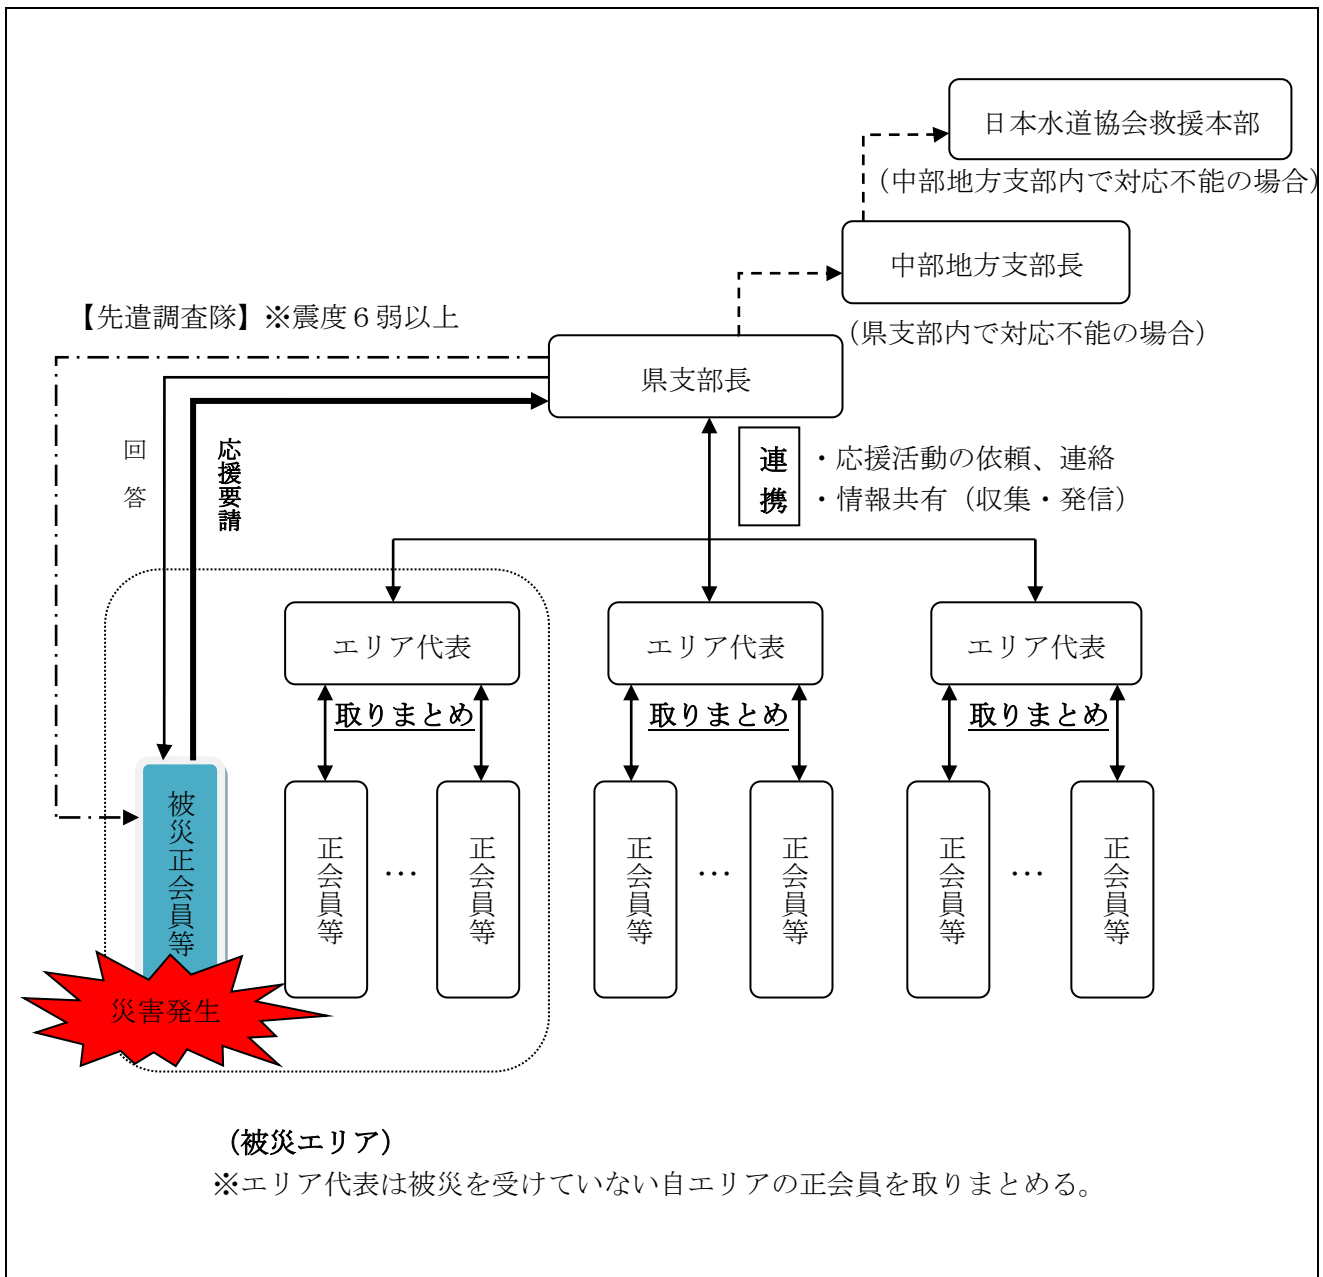 日本水道協会救援本部
（中部地方支部内で対応不能の場合）
中部地方支部長
（県支部内で対応不能の場合）
【先遣調査隊】※震度６弱以上
県支部長
回答
応援要請
連携
・応援活動の依頼、連絡
・情報共有（収集・発信）
エリア代表
エリア代表
エリア代表
取りまとめ
取りまとめ
取りまとめ
被災正会員等
正会員等
…
正会員等
正会員等
…
正会員等
正会員等
…
正会員等
災害発生
（被災エリア）
※エリア代表は被災を受けていない自エリアの正会員を取りまとめる。